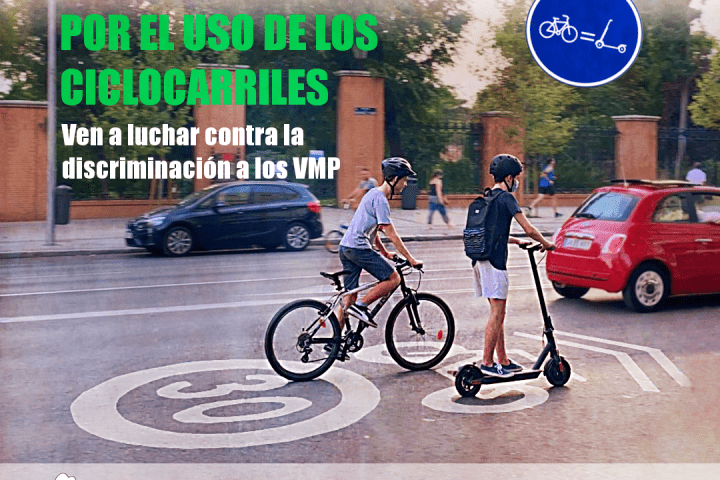 POR EL USO DE LOS
CICLOCARRILES
Ven a luchar contra la
discriminación a los VMP
=
30